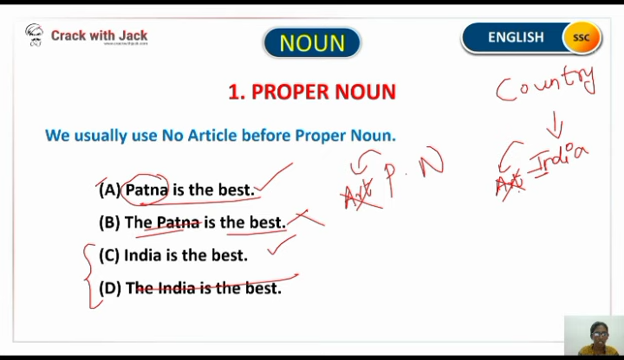 Crack with Jack
NOUN
ENGLISH
SSC
1. PROPER NOUN
We usually use No Article before Proper Noun.
(A) Patna is the best.
(B) The Patna is the best.
(C) India is the best.
(D) The India is the best.
Art P. N
Country
Art India